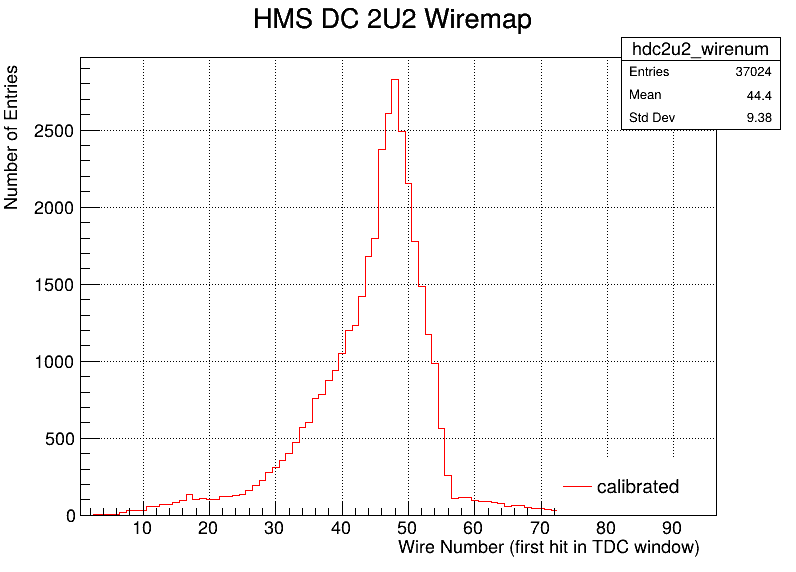 HMS DC 2U2 Wiremap
hdc2u2_wirenum
Entries 37024
Mean 44.4
Std Dev 9.38
Number of Entries
2500
2000
1500
1000
500
0
calibrated
10 20 30 40 50 60 70 80 90
Wire Number (first hit in TDC window)